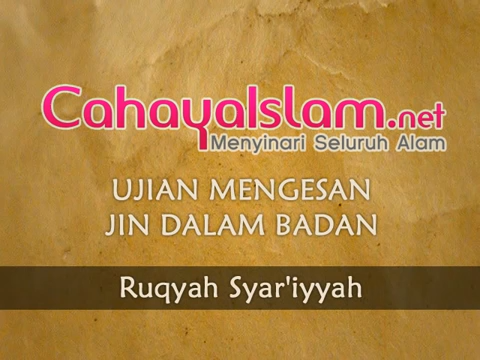 CahayaIslam.net
Menyinari Seluruh Alam
UJIAN MENGESAN
JIN DALAM BADAN
Ruqyah Syar'iyyah